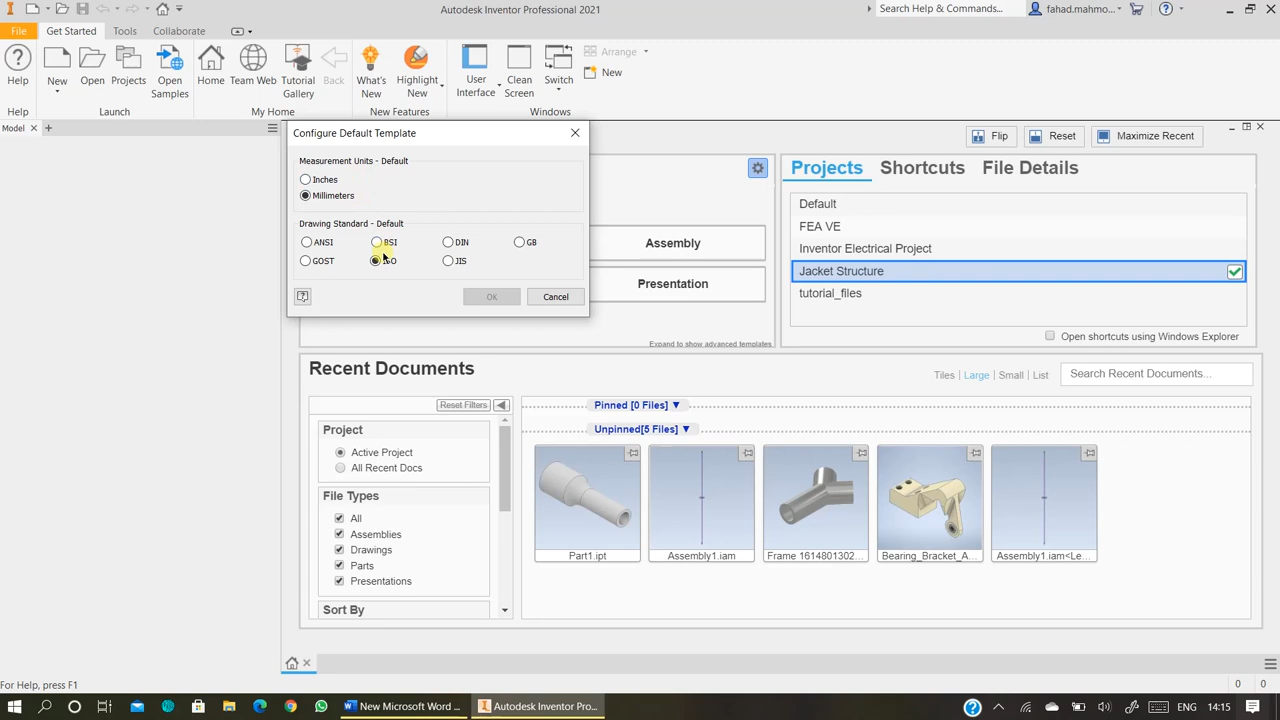 Autodesk Inventor Professional 2021
Search Help & Commands...
fahad.mahmo...
File
Get Started
Tools
Collaborate
Help
New
Open
Projects
Open Samples
Home
Team Web
Tutorial Gallery
Back
What's New
Highlight New
User Interface
Clean Screen
Switch
Arrange
New
Help
Launch
My Home
New Features
Windows
Model
Configure Default Template
Measurement Units - Default
Inches
Millimeters
Drawing Standard - Default
ANSI
BSI
DIN
GB
GOST
ISO
JIS
OK
Cancel
Flip
Reset
Maximize Recent
Assembly
Presentation
Expand to show advanced templates
Projects
Shortcuts
File Details
Default
FEA VE
Inventor Electrical Project
Jacket Structure
tutorial_files
Open shortcuts using Windows Explorer
Recent Documents
Tiles | Large | Small | List
Search Recent Documents...
Reset Filters
Project
Active Project
All Recent Docs
File Types
All
Assemblies
Drawings
Parts
Presentations
Sort By
Pinned [0 Files]
Unpinned[5 Files]
Part1.ipt
Assembly1.iam
Frame 1614801302...
Bearing_Bracket_A...
Assembly1.iam<Le...
For Help, press F1
0 0
New Microsoft Word ...
Autodesk Inventor Pro...
ENG
14:15